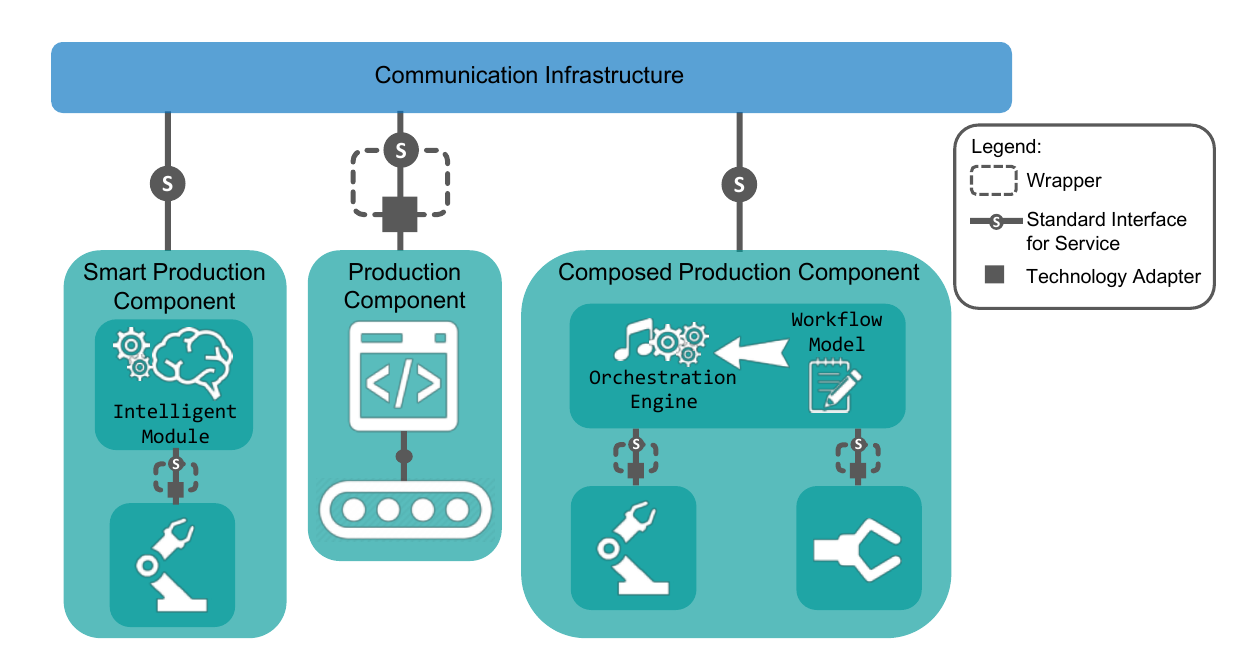 Communication Infrastructure
S
S
S
Legend:
Wrapper
S
Standard Interface
for Service
Technology Adapter
Smart Production
Component
Intelligent
Module
S
Production
Component
</>
Composed Production Component
Workflow
Model
Orchestration
Engine
S
S